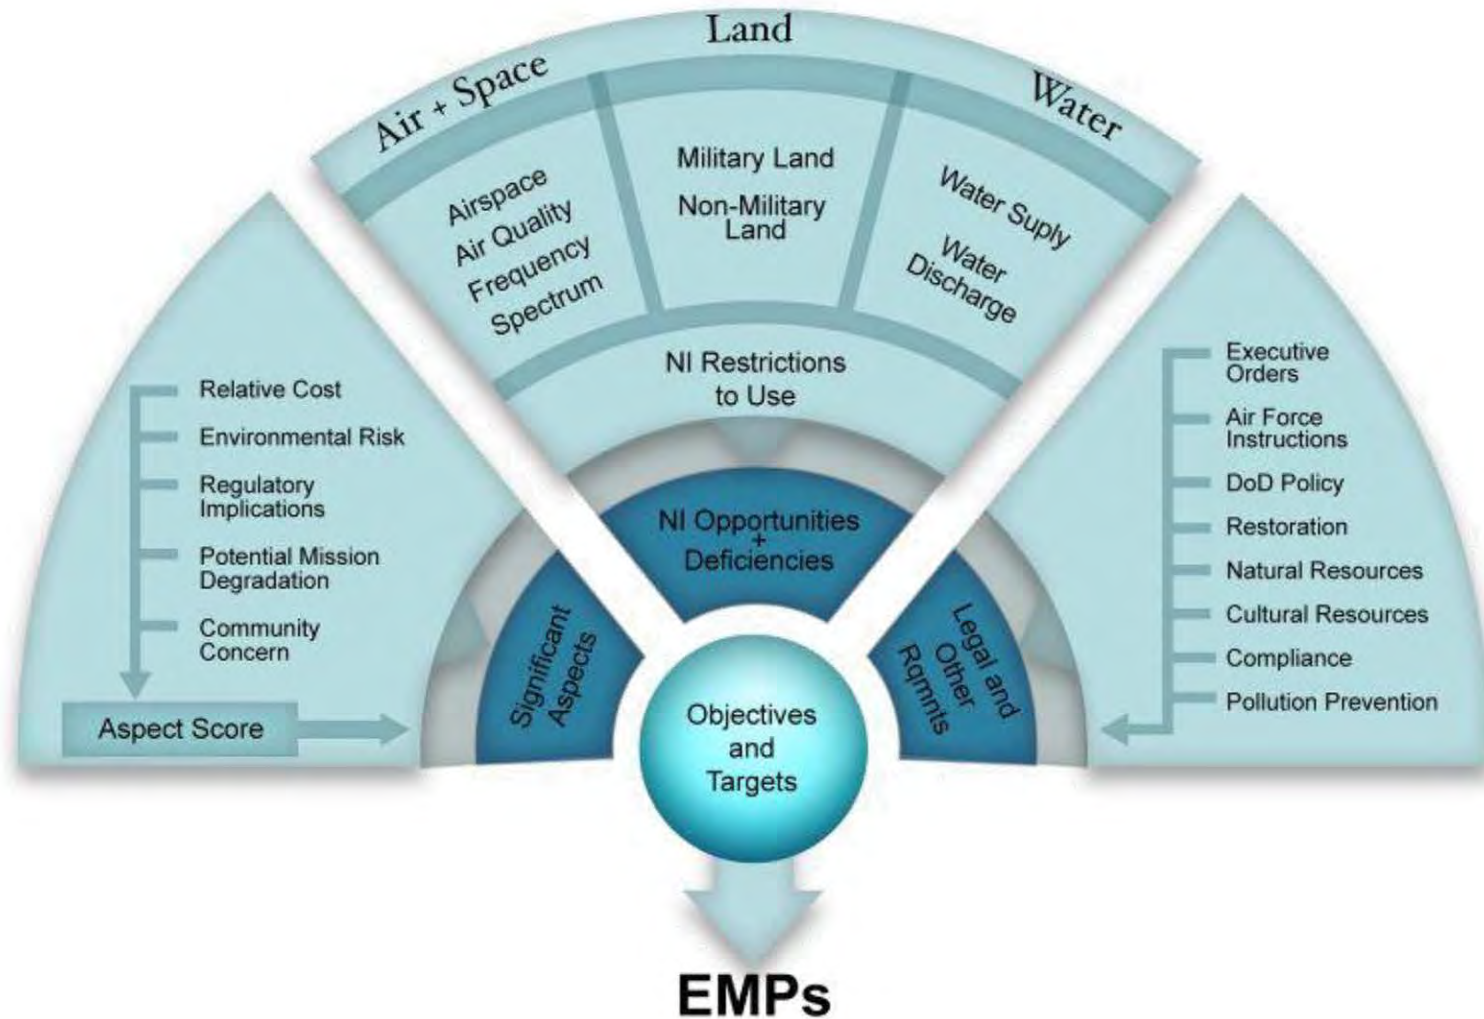 Air + Space
Land
Water
Airspace
Air Quality
Frequency
Spectrum
Military Land
Non-Military
Land
Water Suply
Water
Discharge
NI Restrictions
to Use
NI Opportunities
+
Deficiencies
Relative Cost
Environmental Risk
Regulatory
Implications
Potential Mission
Degradation
Community
Concern
Aspect Score
Significant
Aspects
Executive
Orders
Air Force
Instructions
DoD Policy
Restoration
Natural Resources
Cultural Resources
Compliance
Pollution Prevention
Legal and
Other
Rqmnts
Objectives
and
Targets
EMPs